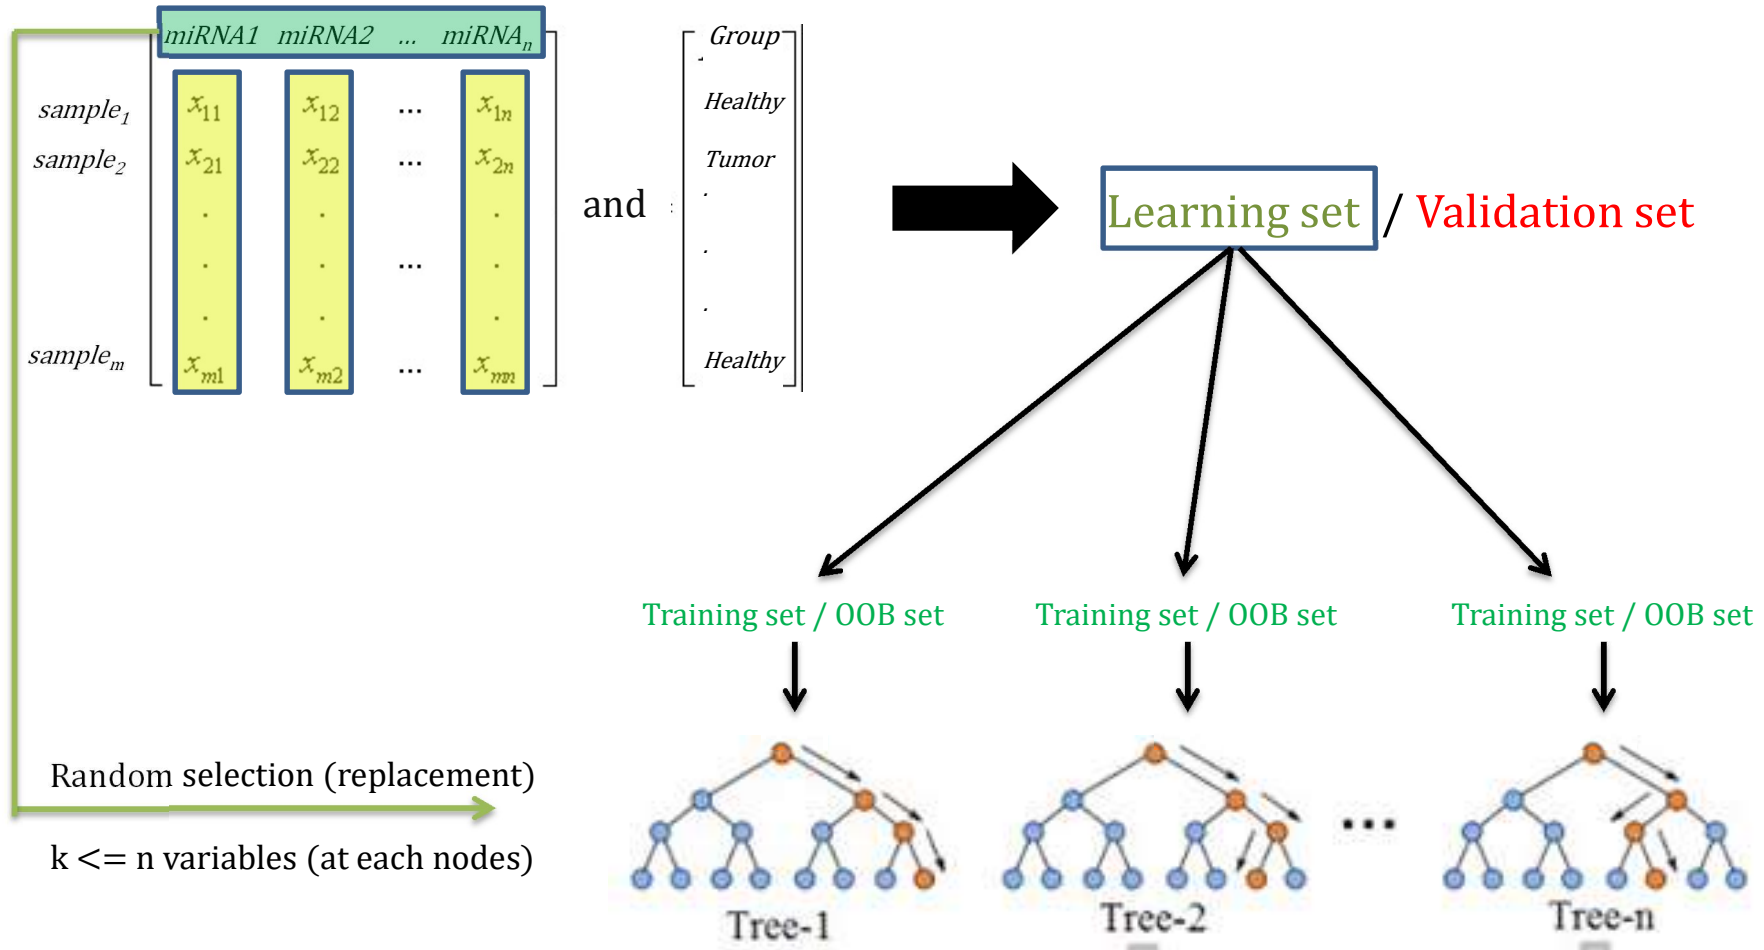 miRNA1 miRNA2 ... miRNAn
sample1 x11 x12 ... x1n
sample2 x21 x22 ... x2n
. . .
. . ... .
. . .
samplem xm1 xm2 ... xmn
and
Group
Healthy
Tumor
.
.
.
Healthy
Learning set / Validation set
Training set / OOB set
Training set / OOB set
Training set / OOB set
Random selection (replacement)
k <= n variables (at each nodes)
...
Tree-1
Tree-2
Tree-n